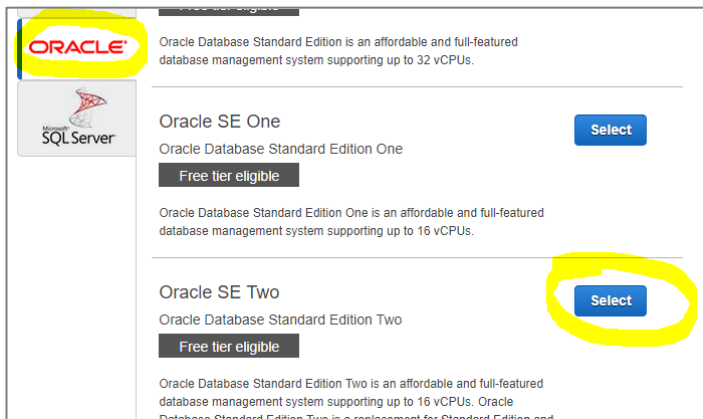 Free tier eligible
ORACLE
Oracle Database Standard Edition is an affordable and full-featured
database management system supporting up to 32 vCPUs.
Microsoft
SQL Server
Oracle SE One
Select
Oracle Database Standard Edition One
Free tier eligible
Oracle Database Standard Edition One is an affordable and full-featured
database management system supporting up to 16 vCPUs.
Oracle SE Two
Select
Oracle Database Standard Edition Two
Free tier eligible
Oracle Database Standard Edition Two is an affordable and full-featured
database management system supporting up to 16 vCPUs. Oracle
Database Standard Edition Two is a replacement for Standard Edition and